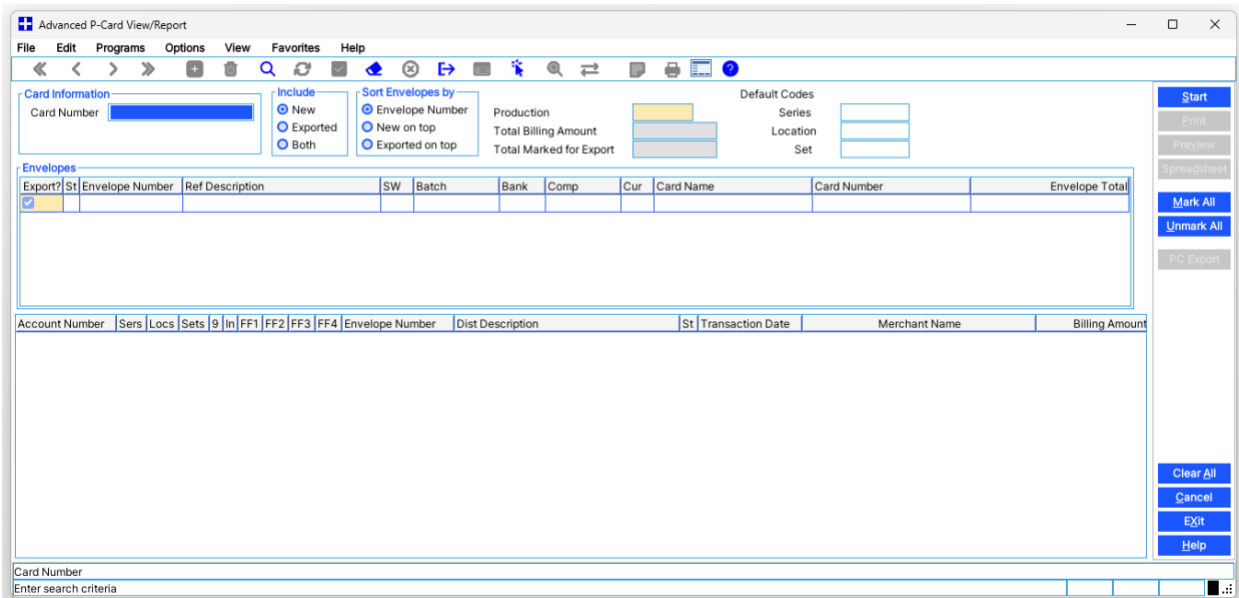 Advanced P-Card View/Report
File Edit Programs Options View Favorites Help
Card Information
Card Number
Include
New
Exported
Both
Sort Envelopes by
Envelope Number
New on top
Exported on top
Production
Total Billing Amount
Total Marked for Export
Default Codes
Series
Location
Set
Start
Print
Preview
Spreadsheet
Mark All
Unmark All
PC Export
Envelopes
Export? St Envelope Number Ref Description SW Batch Bank Comp Cur Card Name Card Number Envelope Total
Account Number Sers Locs Sets 9 In FF1 FF2 FF3 FF4 Envelope Number Dist Description St Transaction Date Merchant Name Billing Amount
Clear All
Cancel
EXit
Help
Card Number
Enter search criteria